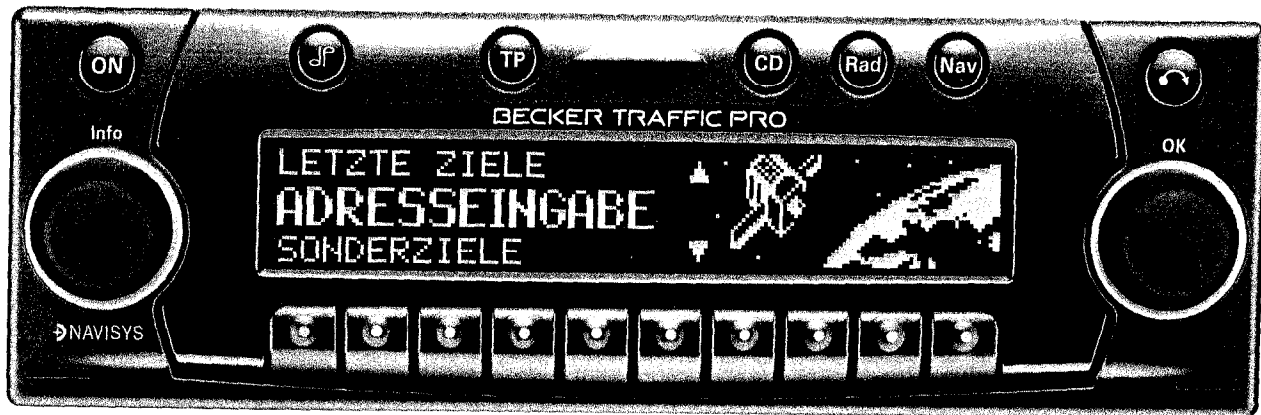 ON
TP
CD
Rad
Nav
BECKER TRAFFIC PRO
Info
OK
LETZTE ZIELE
ADRESSEINGABE
SONDERZIELE
NAVISYS